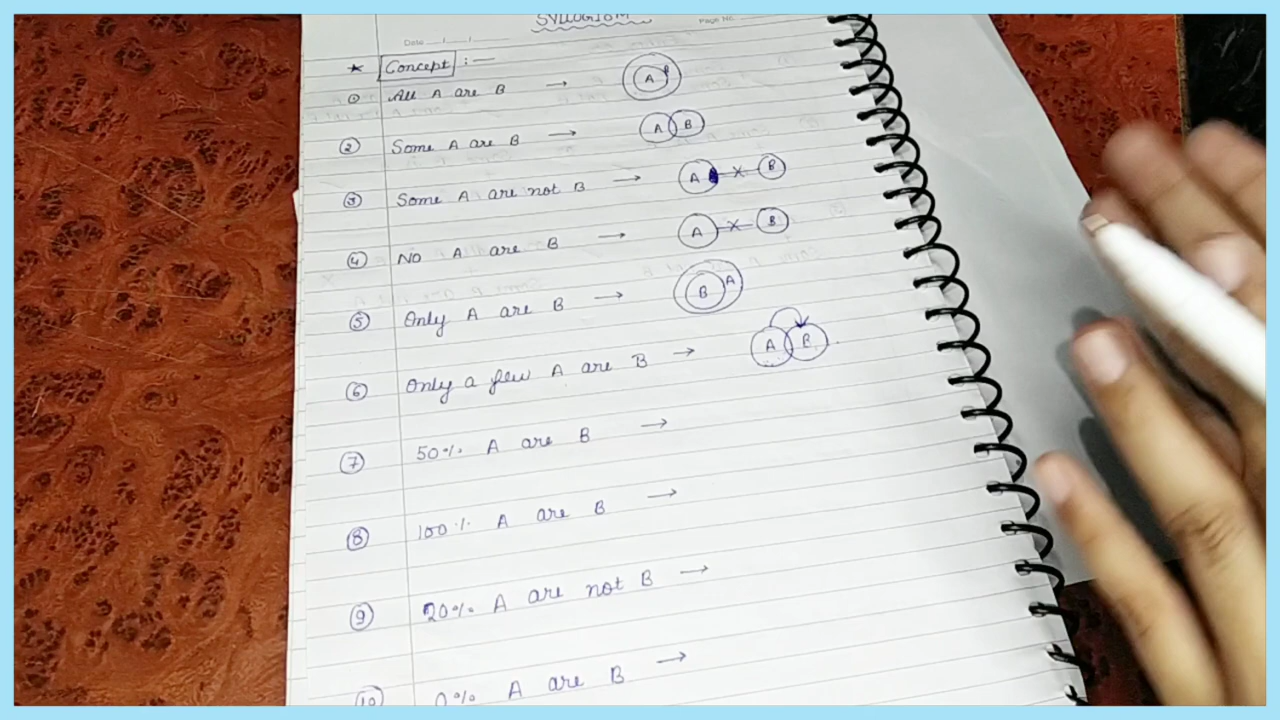 SYLLOGISM
Date / / Page No.
* Concept : —
① All A are B → A B
② Some A are B → A B
③ Some A are not B → A × B
④ No A are B → A × B
⑤ Only A are B → B A
⑥ Only a few A are B → A B
⑦ 50% A are B →
⑧ 100% A are B →
⑨ 20% A are not B →
⑩ 0% A are B →